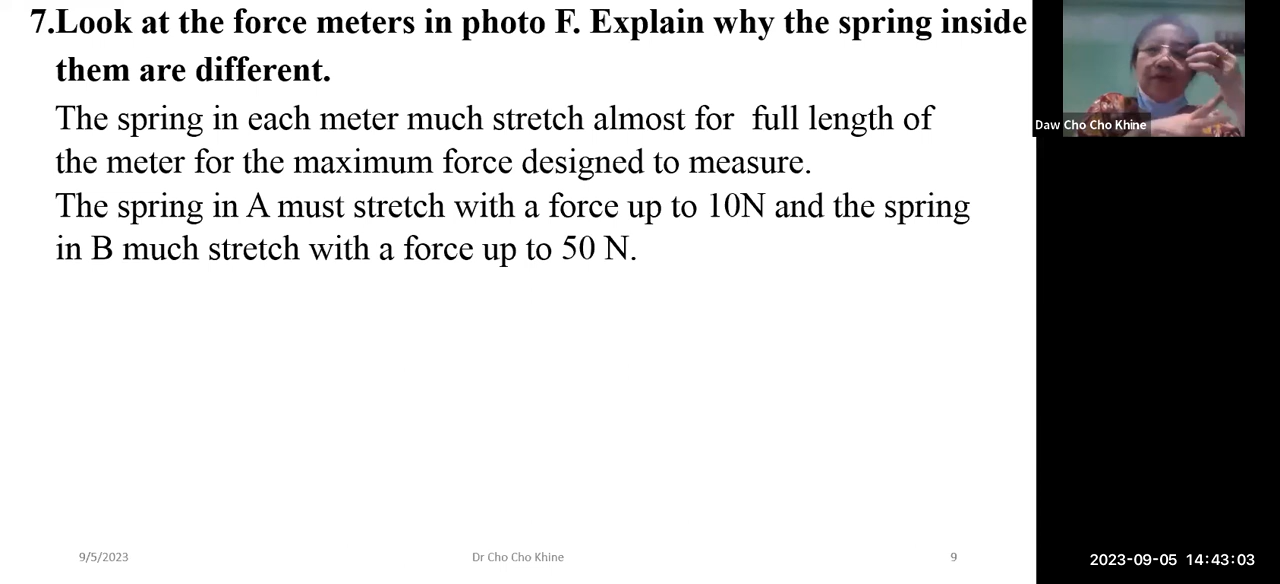 7.Look at the force meters in photo F. Explain why the spring inside
them are different.
The spring in each meter much stretch almost for full length of
the meter for the maximum force designed to measure.
The spring in A must stretch with a force up to 10N and the spring
in B much stretch with a force up to 50 N.
Daw Cho Cho Khine
9/5/2023
Dr Cho Cho Khine
9
2023-09-05 14:43:03